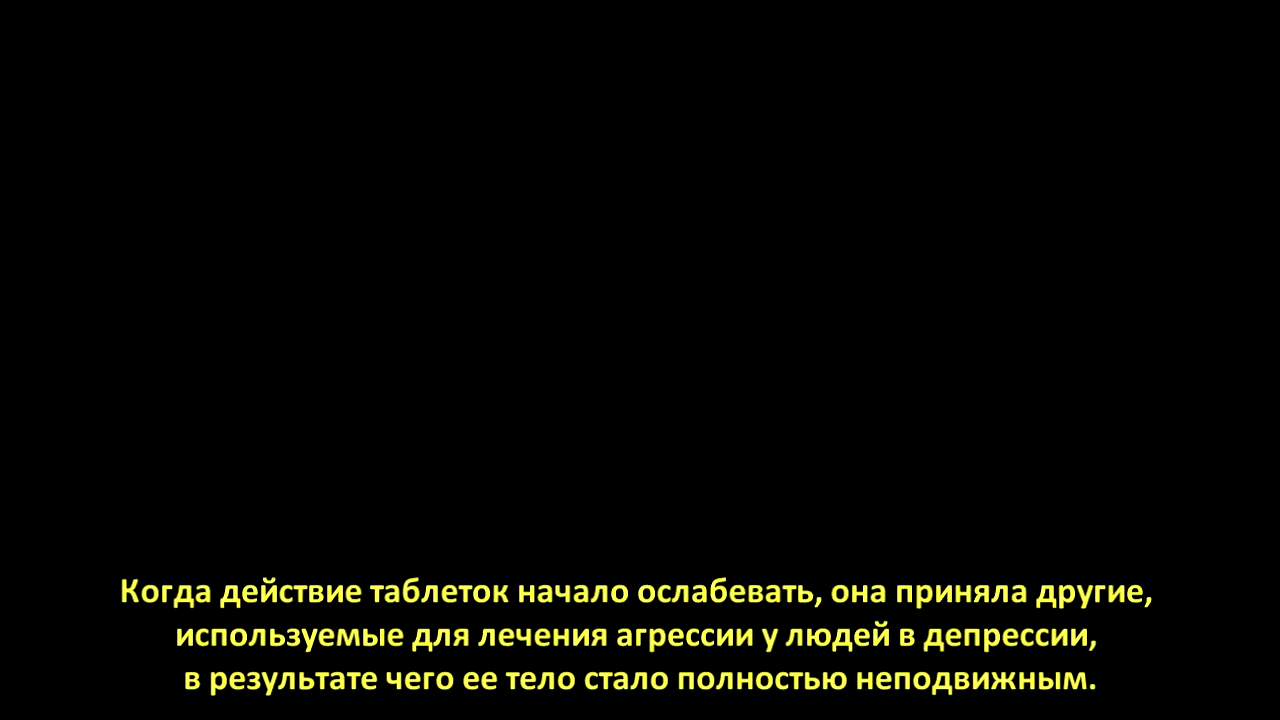 Когда действие таблеток начало ослабевать, она приняла другие,
используемые для лечения агрессии у людей в депрессии,
в результате чего ее тело стало полностью неподвижным.